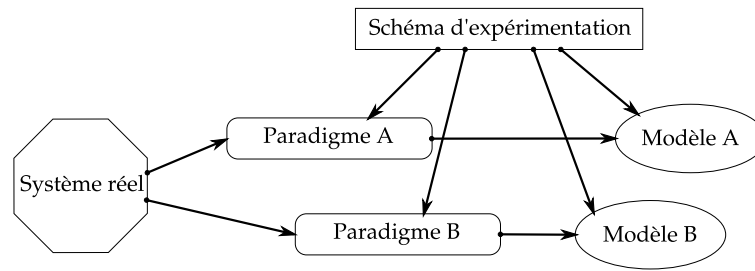 Schéma d'expérimentation
Paradigme A
Modèle A
Système réel
Paradigme B
Modèle B